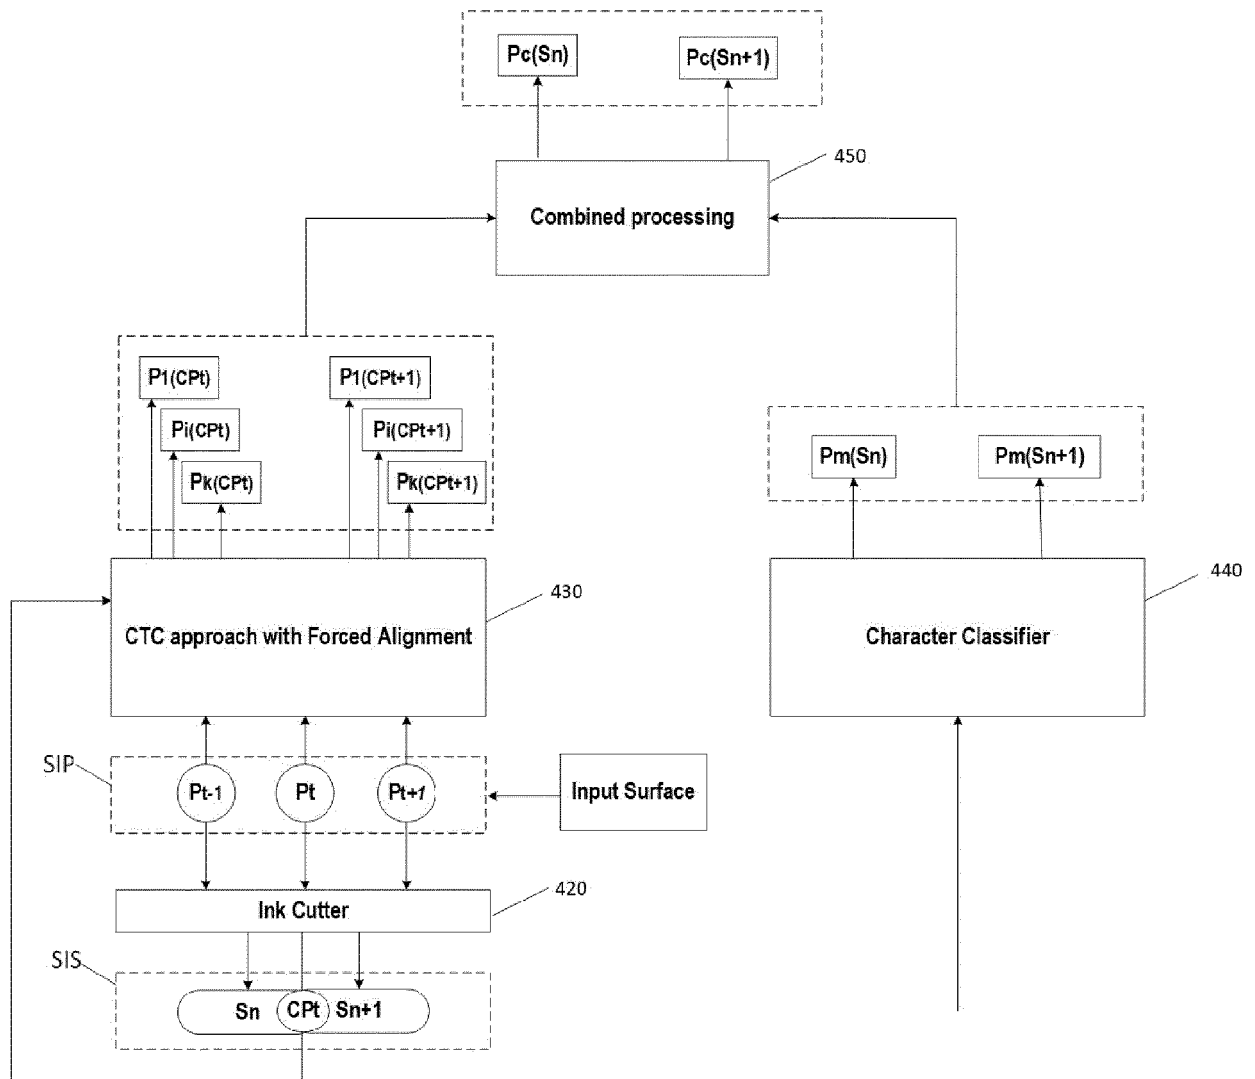 Pc(Sn) Pc(Sn+1)
450
Combined processing
P1(CPt) P1(CPt+1)
Pi(CPt) Pi(CPt+1)
Pk(CPt) Pk(CPt+1)
Pm(Sn) Pm(Sn+1)
430
440
CTC approach with Forced Alignment
Character Classifier
SIP
Pt-1 Pt Pt+1
Input Surface
420
Ink Cutter
SIS
Sn CPt Sn+1